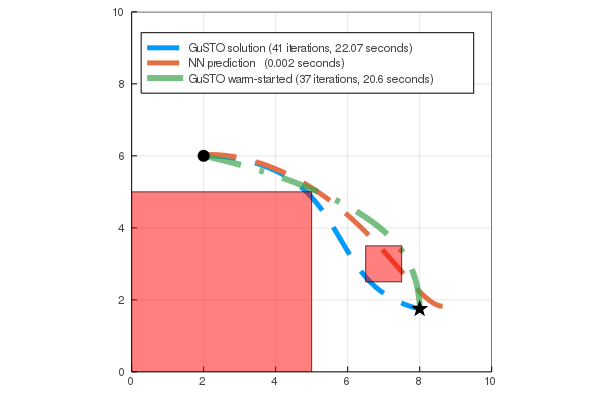 10
GuSTO solution (41 iterations, 22.07 seconds)
NN prediction (0.002 seconds)
GuSTO warm-started (37 iterations, 20.6 seconds)
8
6
4
2
0
0 2 4 6 8 10